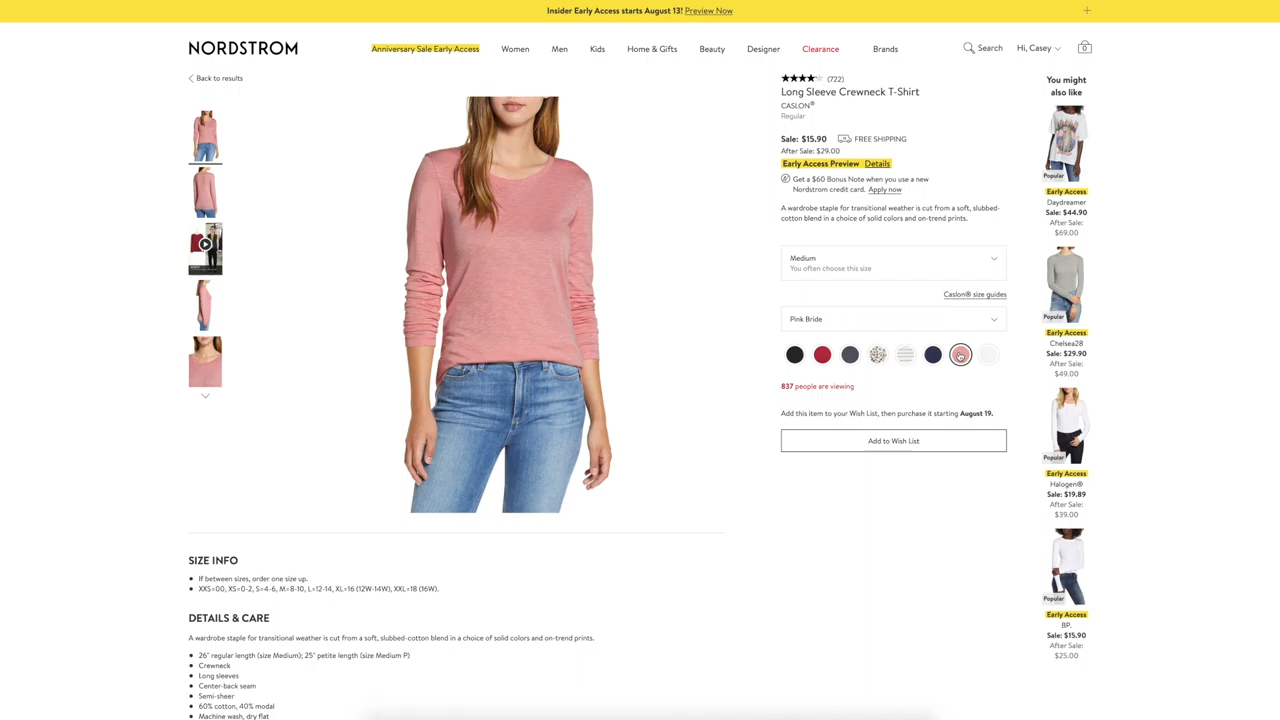 Insider Early Access starts August 13! Preview Now
NORDSTROM
Anniversary Sale Early Access
Women
Men
Kids
Home & Gifts
Beauty
Designer
Clearance
Brands
Search
Hi, Casey
0
Back to results
(722)
Long Sleeve Crewneck T-Shirt
CASLON®
Regular
Sale: $15.90
FREE SHIPPING
After Sale: $29.00
Early Access Preview Details
Get a $60 Bonus Note when you use a new
Nordstrom credit card. Apply now
A wardrobe staple for transitional weather is cut from a soft, slubbed-
cotton blend in a choice of solid colors and on-trend prints.
Medium
You often choose this size
Caslon® size guides
Pink Bride
837 people are viewing
Add this item to your Wish List, then purchase it starting August 19.
Add to Wish List
You might
also like
Popular
Early Access
Daydreamer
Sale: $44.90
After Sale:
$69.00
Popular
Early Access
Chelsea28
Sale: $29.90
After Sale:
$49.00
Popular
Early Access
Halogen®
Sale: $19.89
After Sale:
$39.00
Popular
Early Access
BP.
Sale: $15.90
After Sale:
$25.00
SIZE INFO
If between sizes, order one size up.
XXS=00, XS=0-2, S=4-6, M=8-10, L=12-14, XL=16 (12W-14W), XXL=18 (16W).
DETAILS & CARE
A wardrobe staple for transitional weather is cut from a soft, slubbed-cotton blend in a choice of solid colors and on-trend prints.
26" regular length (size Medium); 25" petite length (size Medium P)
Crewneck
Long sleeves
Center-back seam
Semi-sheer
60% cotton, 40% modal
Machine wash, dry flat